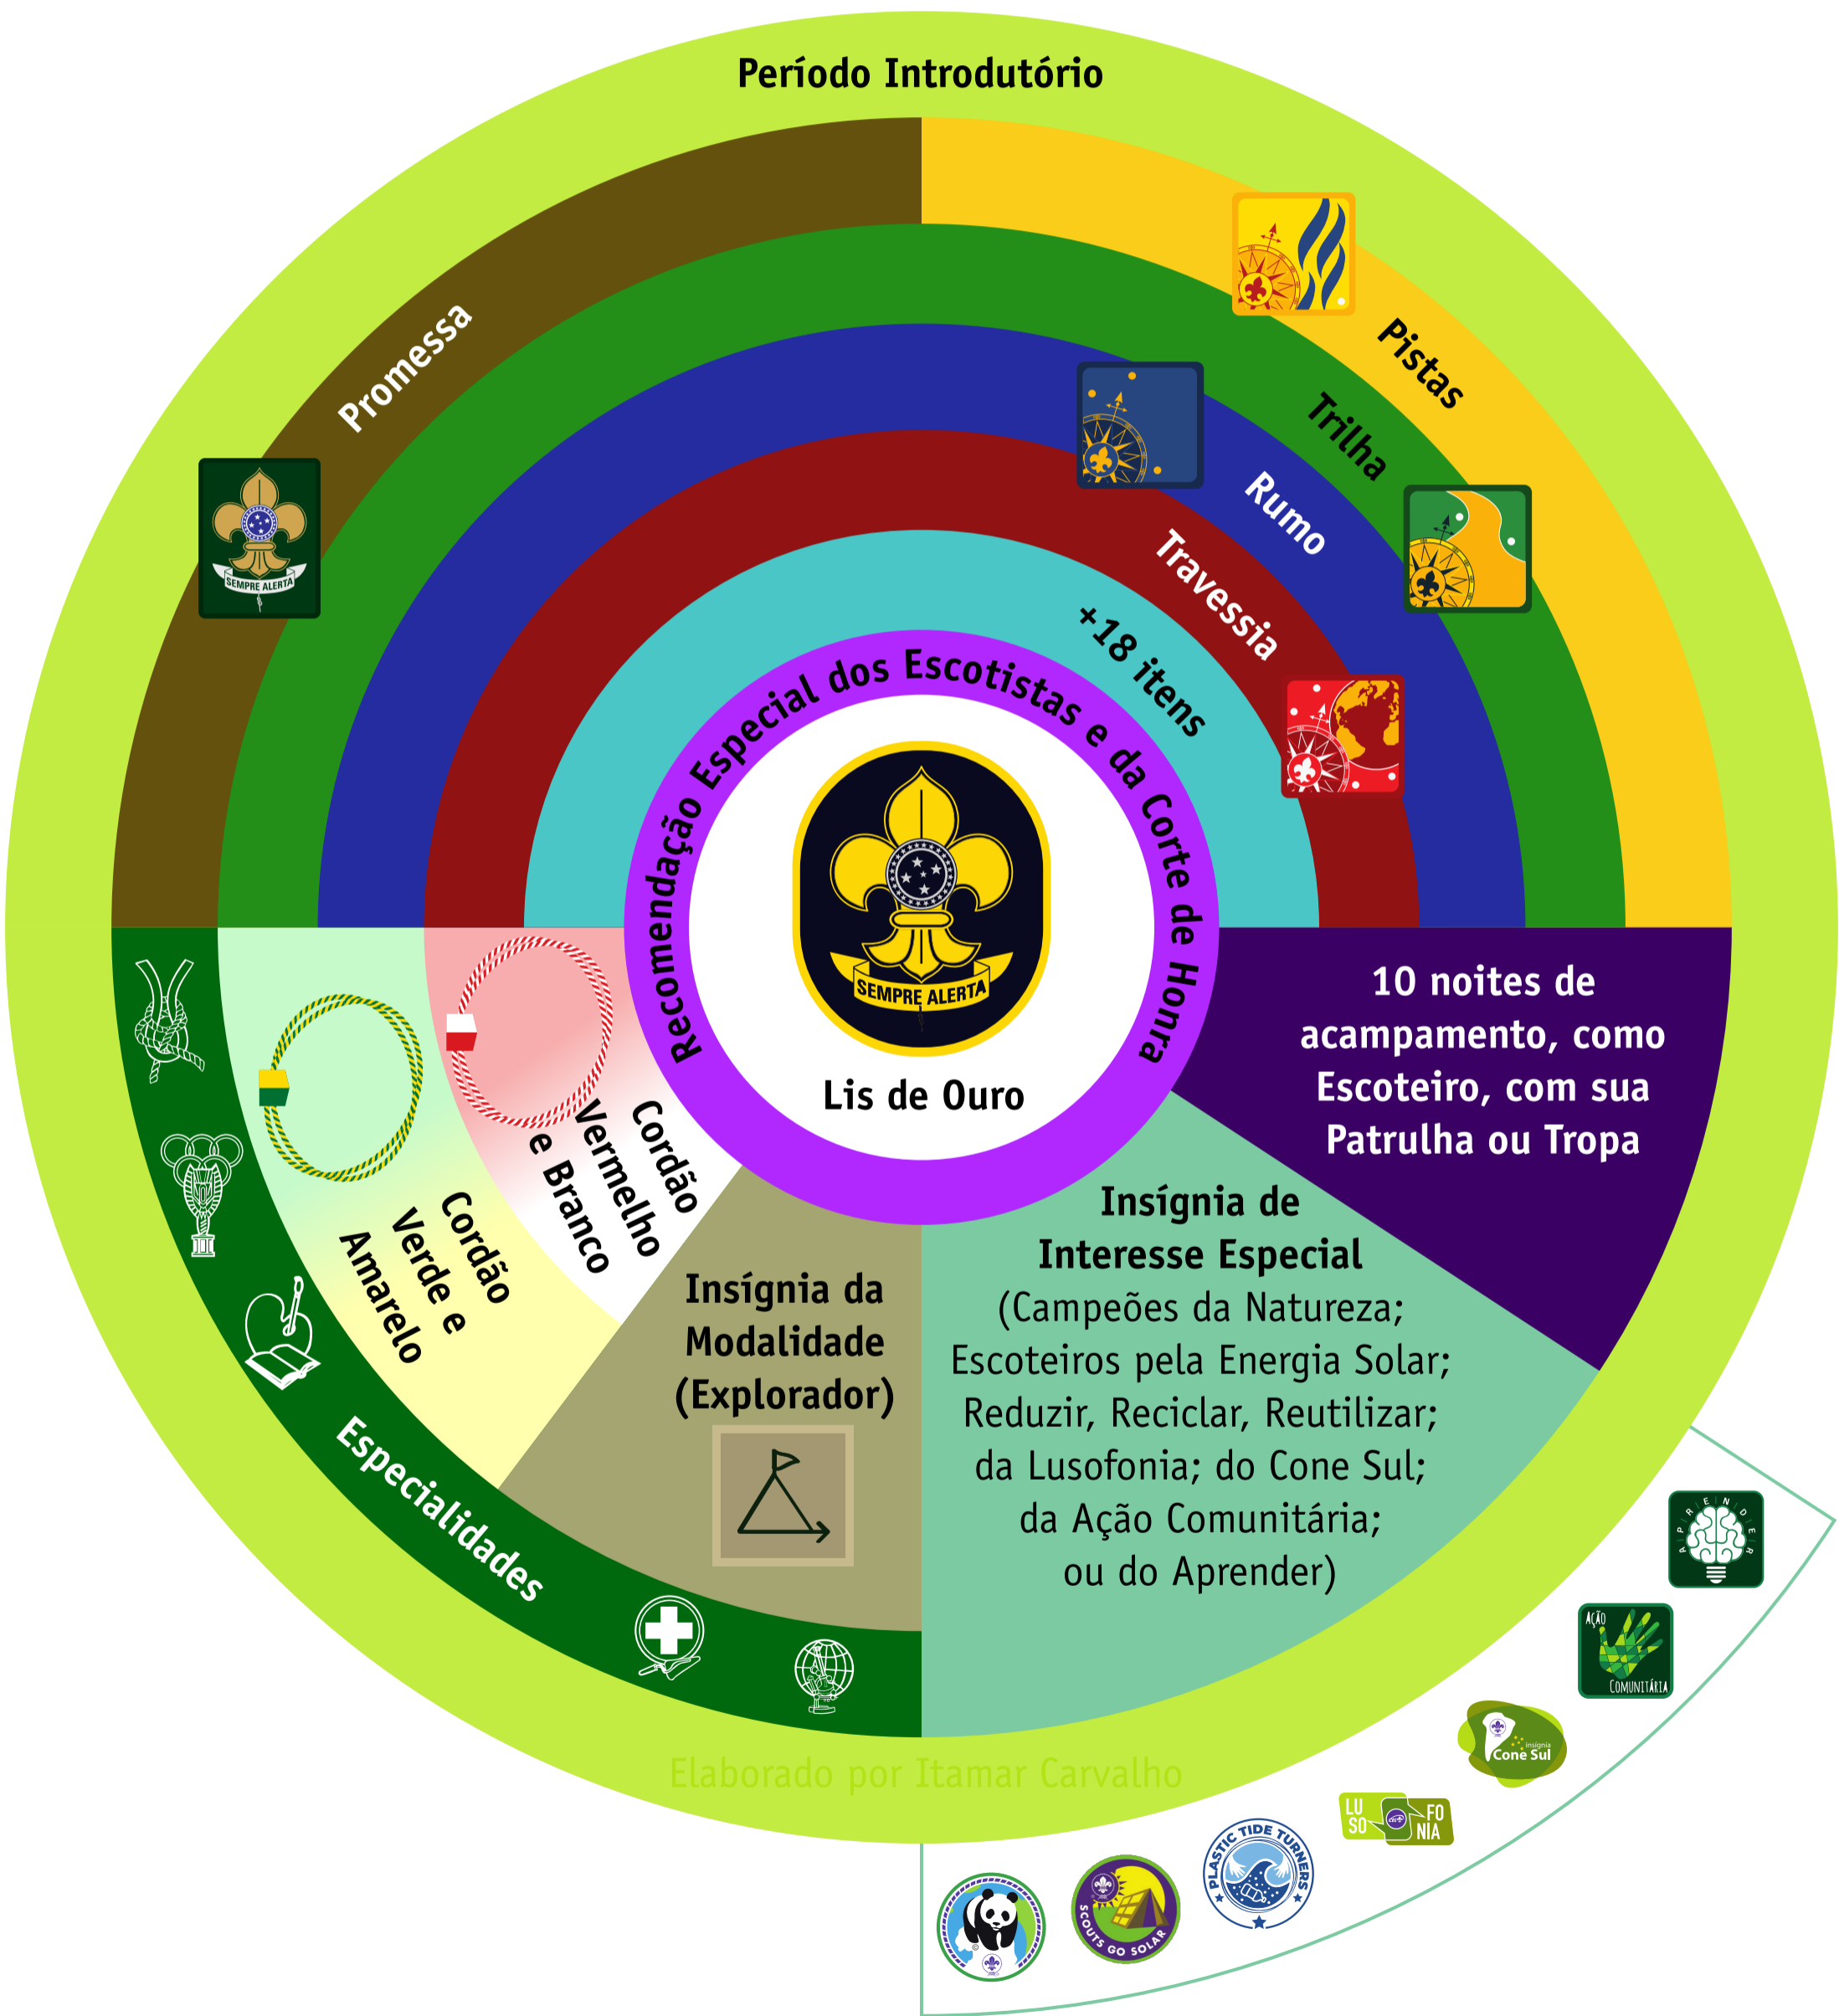 Período Introdutório
Promessa
Pistas
Trilha
Rumo
Travessia
+18 itens
SEMPRE ALERTA
Recomendação Especial dos Escotistas e da Corte de Honra
SEMPRE ALERTA
Lis de Ouro
10 noites de
acampamento, como
Escoteiro, com sua
Patrulha ou Tropa
Cordão
Vermelho
e Branco
Cordão
Verde e
Amarelo
Especialidades
Insígnia da
Modalidade
(Explorador)
Insígnia de
Interesse Especial
(Campeões da Natureza;
Escoteiros pela Energia Solar;
Reduzir, Reciclar, Reutilizar;
da Lusofonia; do Cone Sul;
da Ação Comunitária;
ou do Aprender)
Elaborado por Itamar Carvalho
APRENDER
AÇÃO
COMUNITÁRIA
insígnia
Cone Sul
LU
SO
FO
NIA
PLASTIC TIDE TURNERS
SCOUTS GO SOLAR
©